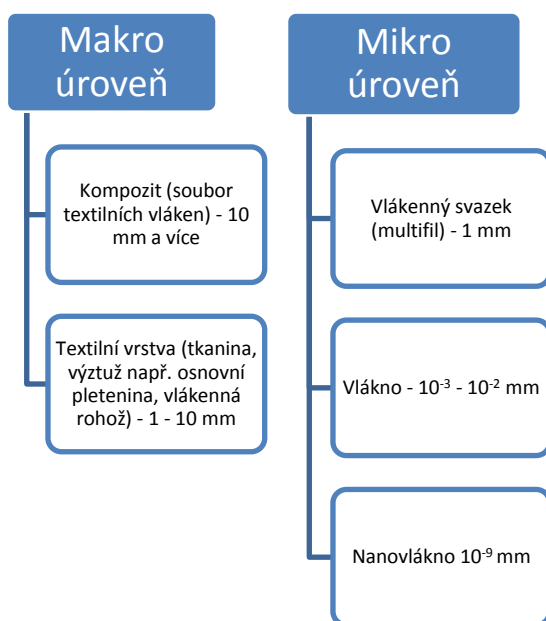 Makro
úroveň
Kompozit (soubor
textilních vláken) - 10
mm a více
Textilní vrstva (tkanina,
výztuž např. osnovní
pletenina, vlákenná
rohož) - 1 - 10 mm
Mikro
úroveň
Vlákenný svazek
(multifil) - 1 mm
Vlákno - 10⁻³ - 10⁻² mm
Nanovlákno 10⁻⁹ mm